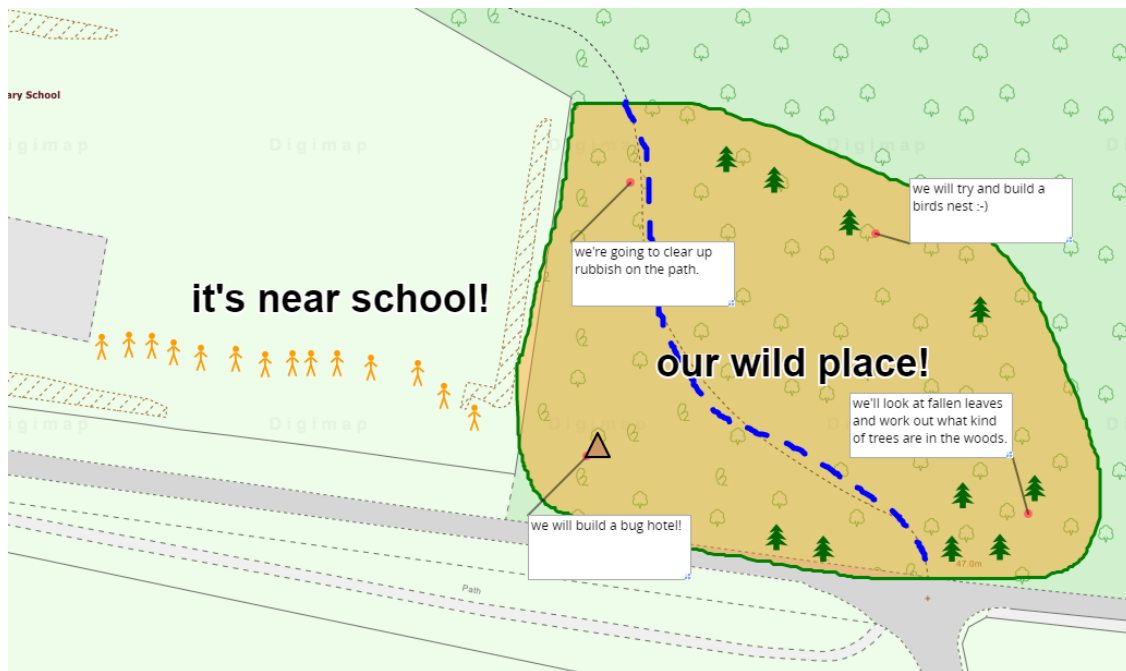 ary School
Digimap
Digimap
Digimap
Digimap
we will try and build a
birds nest :-)
we're going to clear up
rubbish on the path.
it's near school!
our wild place!
we'll look at fallen leaves
and work out what kind
of trees are in the woods.
Digimap
Digimap
Digimap
we will build a bug hotel!
47.0m
Path